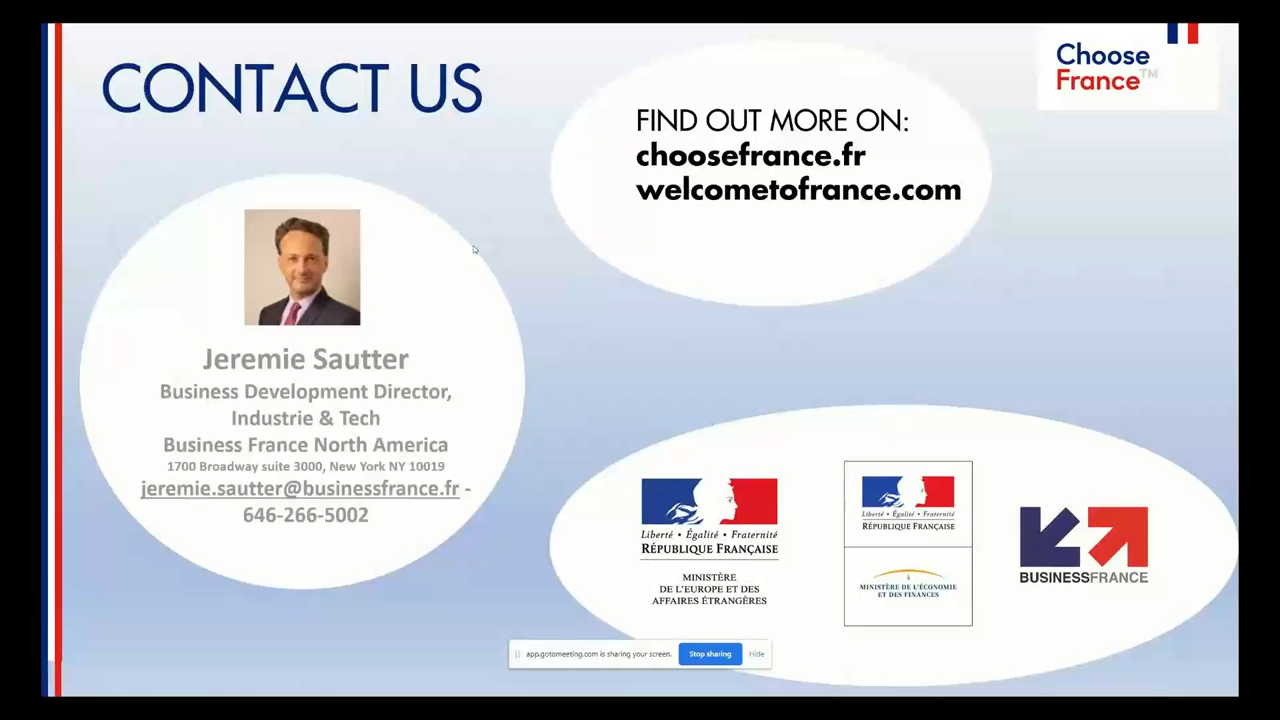 CONTACT US
Choose
France™
FIND OUT MORE ON:
choosefrance.fr
welcometofrance.com
Jeremie Sautter
Business Development Director,
Industrie & Tech
Business France North America
1700 Broadway suite 3000, New York NY 10019
jeremie.sautter@businessfrance.fr -
646-266-5002
Liberté • Égalité • Fraternité
RÉPUBLIQUE FRANÇAISE
MINISTÈRE
DE L'EUROPE ET DES
AFFAIRES ÉTRANGÈRES
Liberté • Égalité • Fraternité
RÉPUBLIQUE FRANÇAISE
MINISTÈRE DE L'ÉCONOMIE
ET DES FINANCES
BUSINESSFRANCE
app.gotomeeting.com is sharing your screen.
Stop sharing
Hide